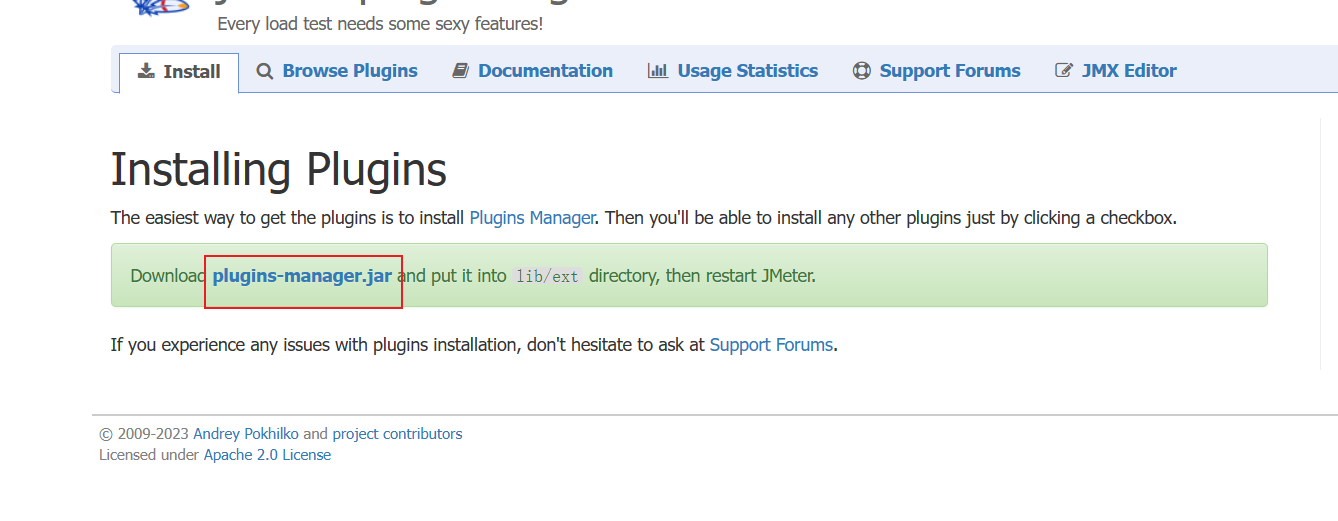 Every load test needs some sexy features!
Install Browse Plugins Documentation Usage Statistics Support Forums JMX Editor
Installing Plugins
The easiest way to get the plugins is to install Plugins Manager. Then you'll be able to install any other plugins just by clicking a checkbox.
Download plugins-manager.jar and put it into lib/ext directory, then restart JMeter.
If you experience any issues with plugins installation, don't hesitate to ask at Support Forums.
© 2009-2023 Andrey Pokhilko and project contributors
Licensed under Apache 2.0 License